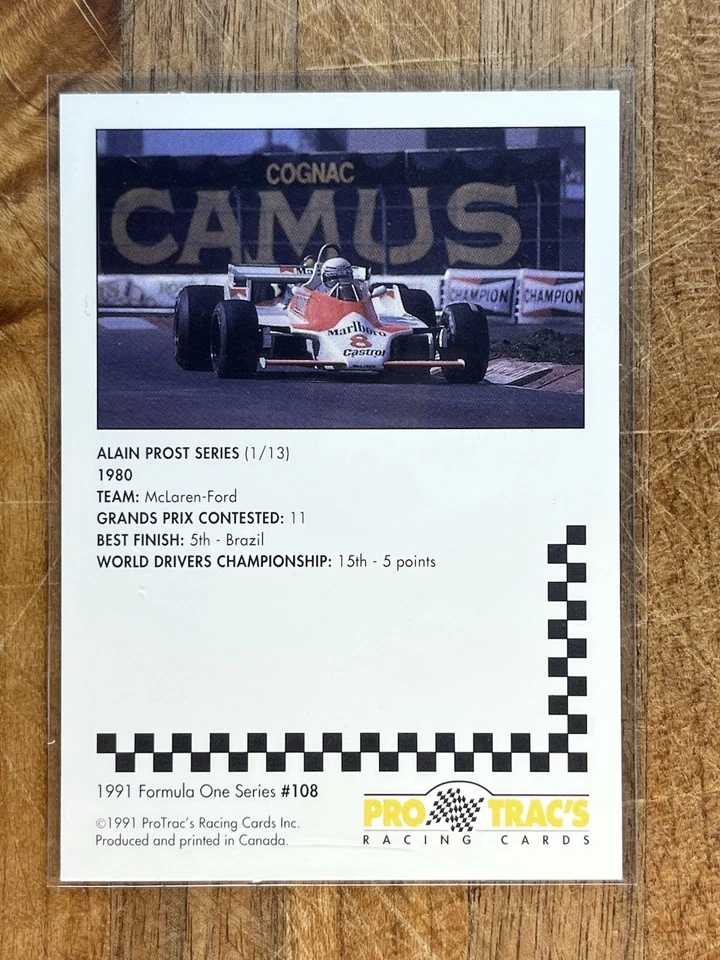 COGNAC
CAMUS
CHAMPION
CHAMPION
Marlboro
8
Castrol
ALAIN PROST SERIES (1/13)
1980
TEAM: McLaren-Ford
GRANDS PRIX CONTESTED: 11
BEST FINISH: 5th - Brazil
WORLD DRIVERS CHAMPIONSHIP: 15th - 5 points
1991 Formula One Series #108
©1991 ProTrac's Racing Cards Inc.
Produced and printed in Canada.
PRO TRAC'S
RACING CARDS